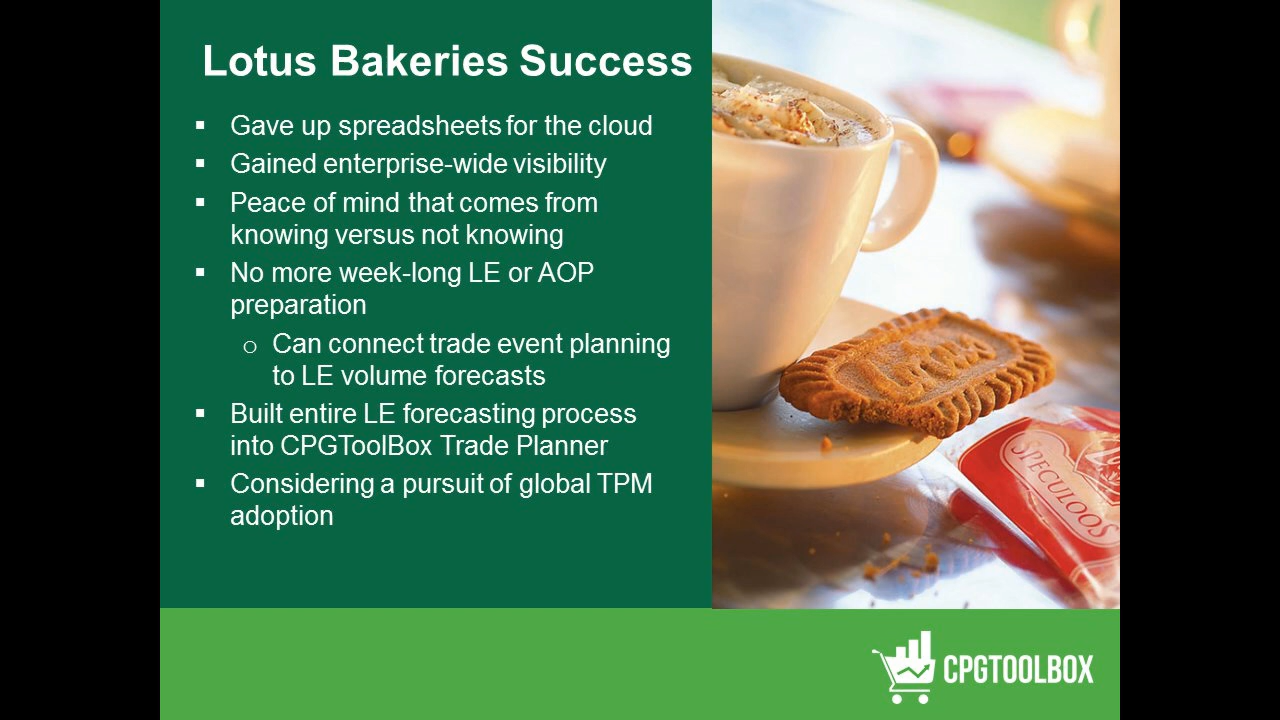 Lotus Bakeries Success
▪ Gave up spreadsheets for the cloud
▪ Gained enterprise-wide visibility
▪ Peace of mind that comes from
knowing versus not knowing
▪ No more week-long LE or AOP
preparation
o Can connect trade event planning
to LE volume forecasts
▪ Built entire LE forecasting process
into CPGToolBox Trade Planner
▪ Considering a pursuit of global TPM
adoption
Lotus
SPECULOOS
CPGTOOLBOX